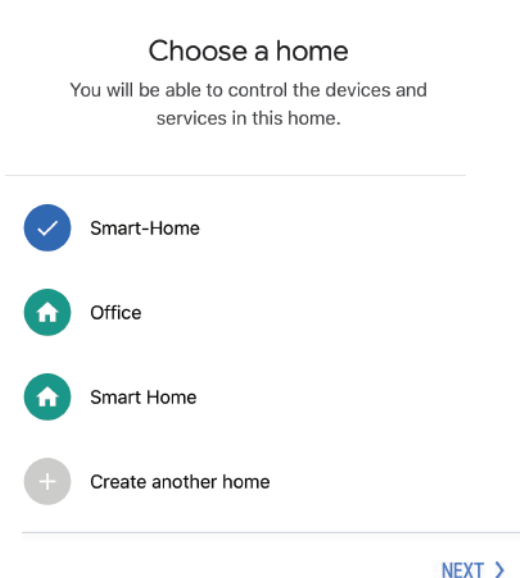 Choose a home
You will be able to control the devices and
services in this home.
Smart-Home
Office
Smart Home
Create another home
NEXT